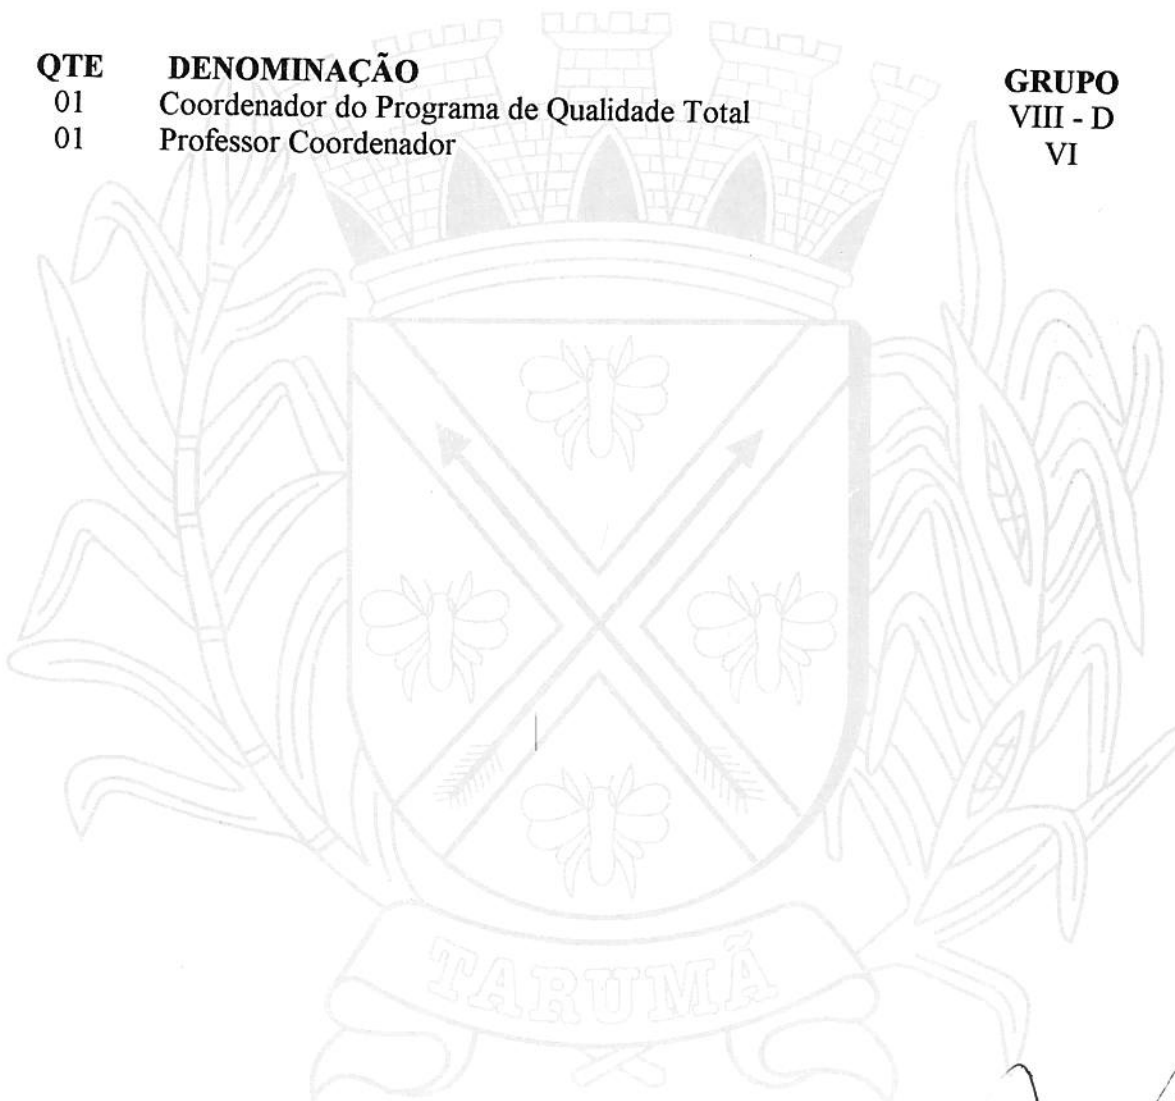 QTE DENOMINAÇÃO GRUPO
01 Coordenador do Programa de Qualidade Total VIII - D
01 Professor Coordenador VI
TARUMÃ